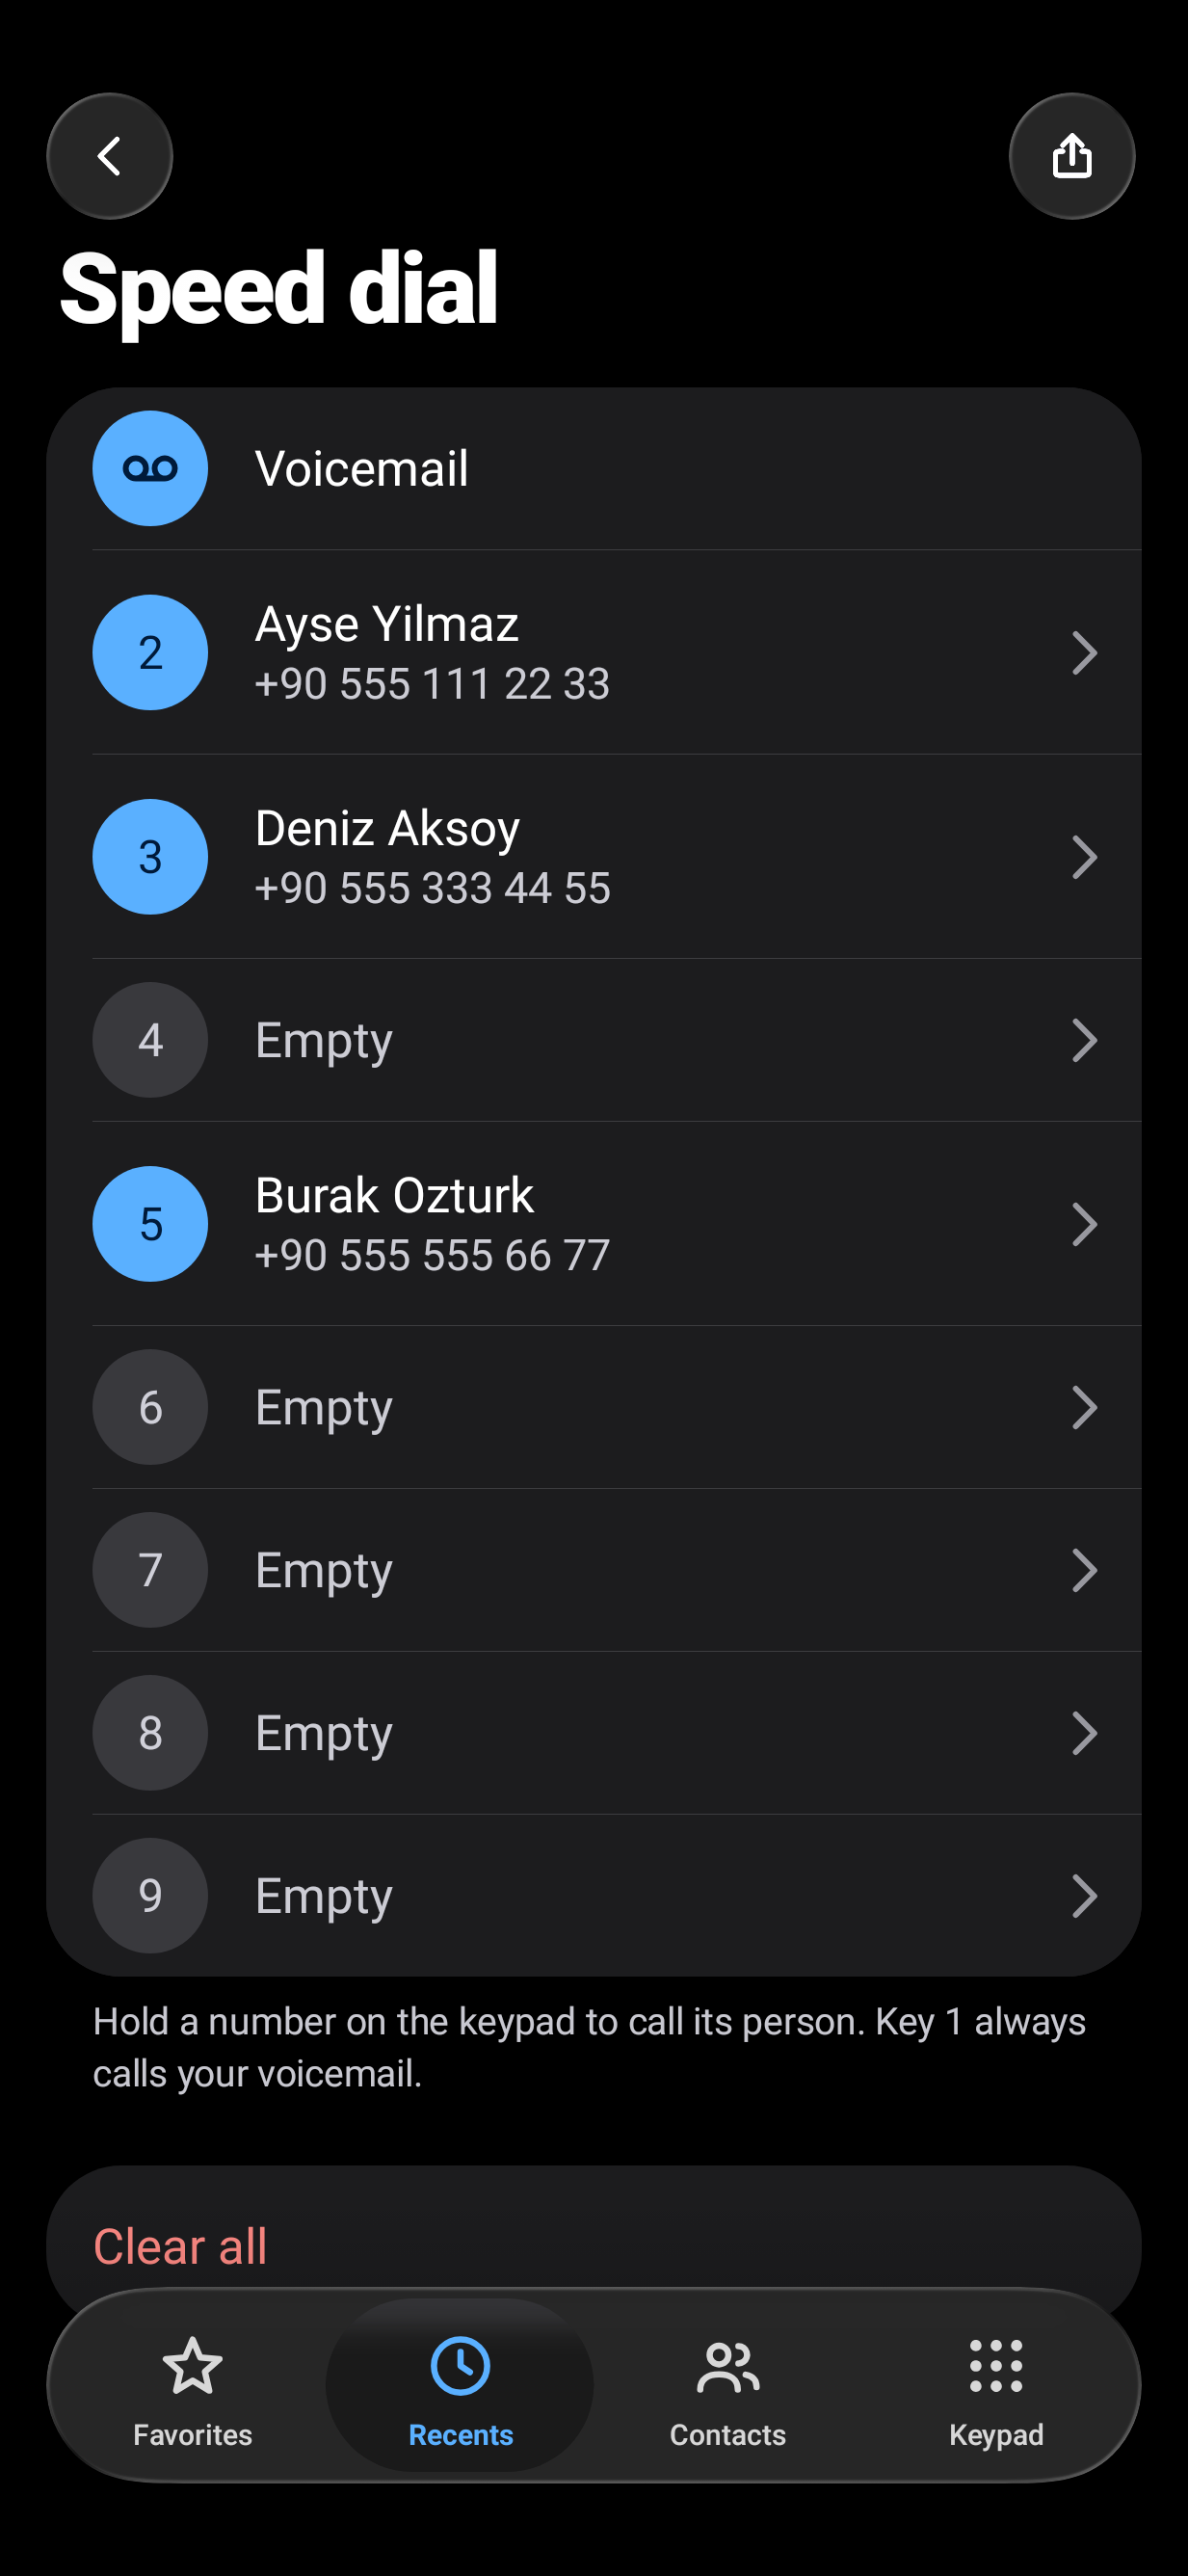 Speed dial
Voicemail
2
Ayse Yilmaz
+90 555 111 22 33
3
Deniz Aksoy
+90 555 333 44 55
4
Empty
5
Burak Ozturk
+90 555 555 66 77
6
Empty
7
Empty
8
Empty
9
Empty
Hold a number on the keypad to call its person. Key 1 always
calls your voicemail.
Clear all
Favorites
Recents
Contacts
Keypad